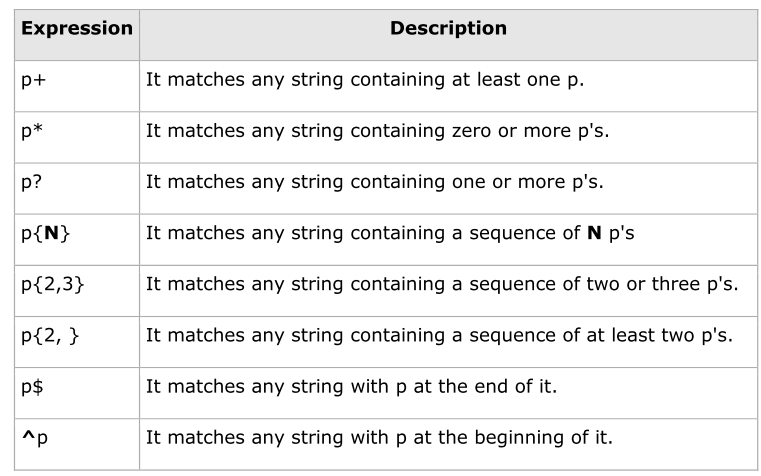 Expression Description
p+ It matches any string containing at least one p.
p* It matches any string containing zero or more p's.
p? It matches any string containing one or more p's.
p{N} It matches any string containing a sequence of N p's
p{2,3} It matches any string containing a sequence of two or three p's.
p{2, } It matches any string containing a sequence of at least two p's.
p$ It matches any string with p at the end of it.
^p It matches any string with p at the beginning of it.